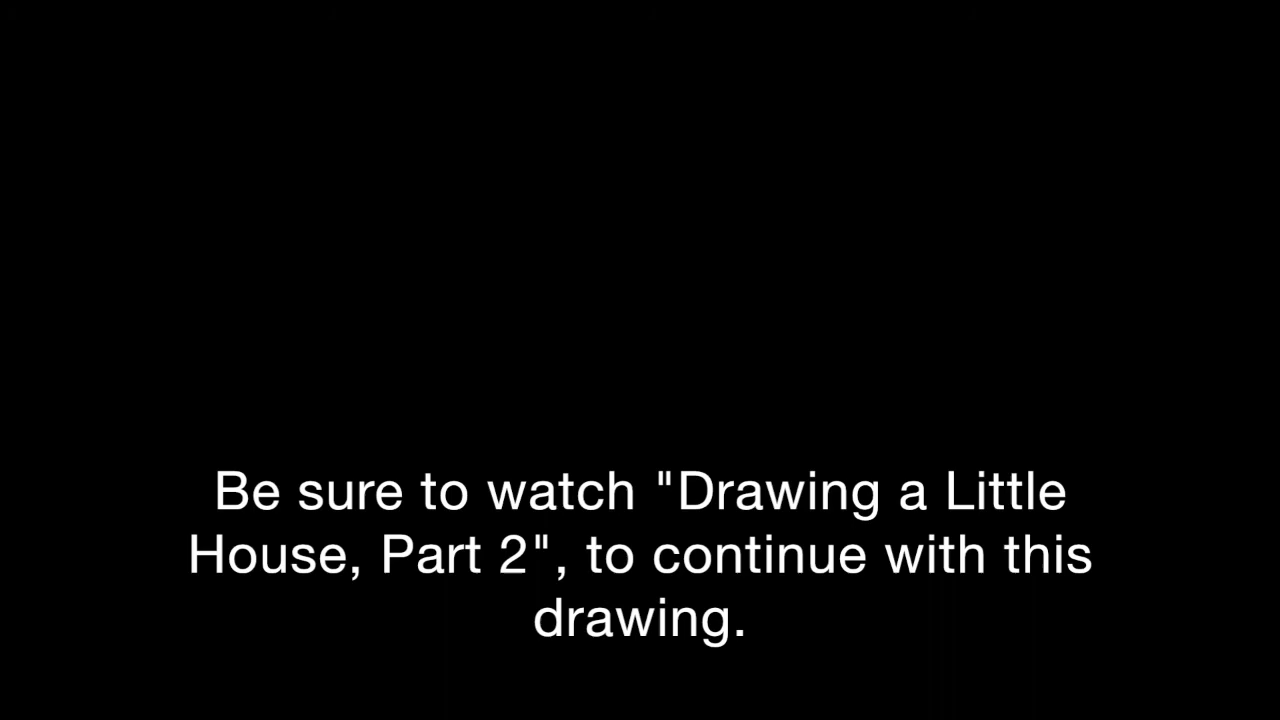 Be sure to watch "Drawing a Little
House, Part 2", to continue with this
drawing.